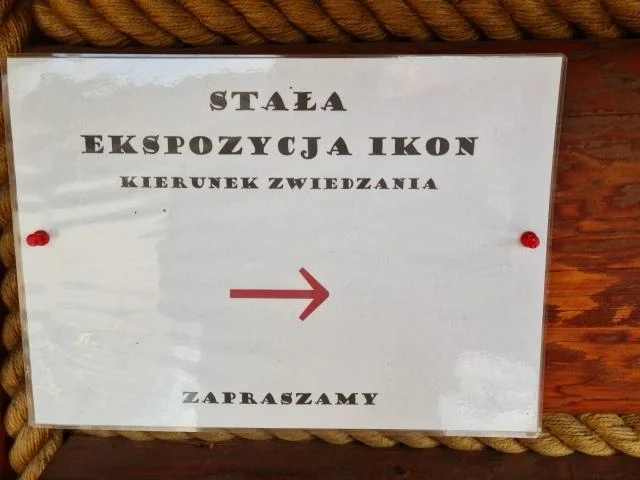 STAŁA
EKSPOZYCJA IKON
KIERUNEK ZWIEDZANIA
ZAPRASZAMY